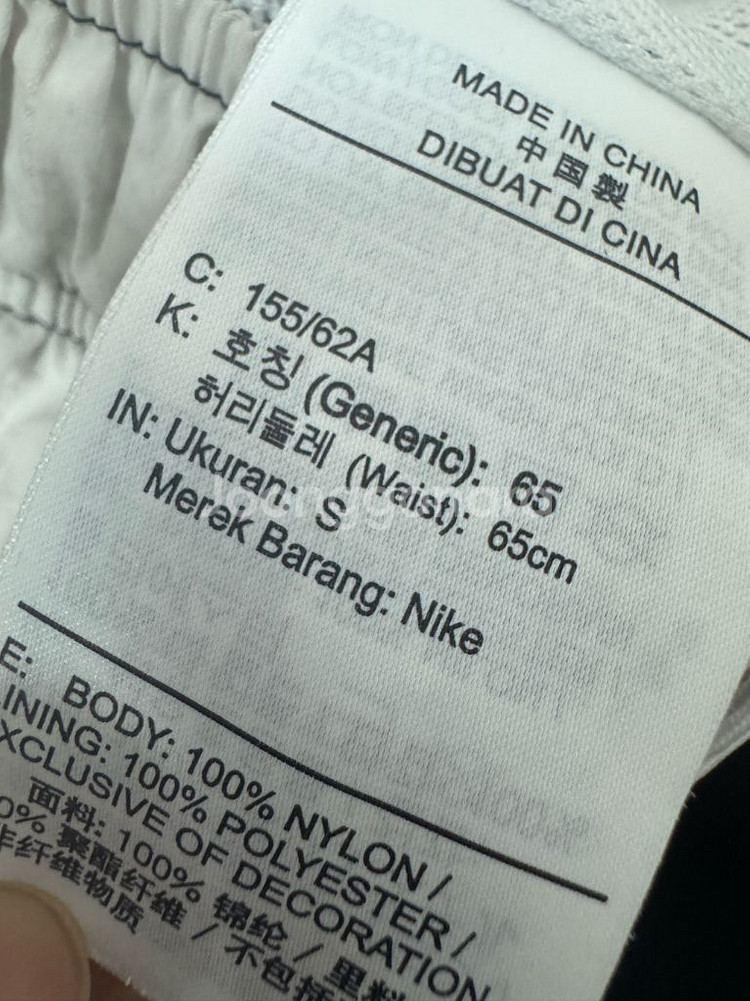 MADE IN CHINA
中国製
DIBUAT DI CINA
C: 155/62A
K: 호칭 (Generic): 65
허리둘레 (Waist): 65cm
IN: Ukuran: S
Merek Barang: Nike
E: BODY: 100% NYLON /
LINING: 100% POLYESTER /
EXCLUSIVE OF DECORATION
面料: 100% 锦纶 / 里料
0% 聚酯纤维 / 不包括
非纤维物质